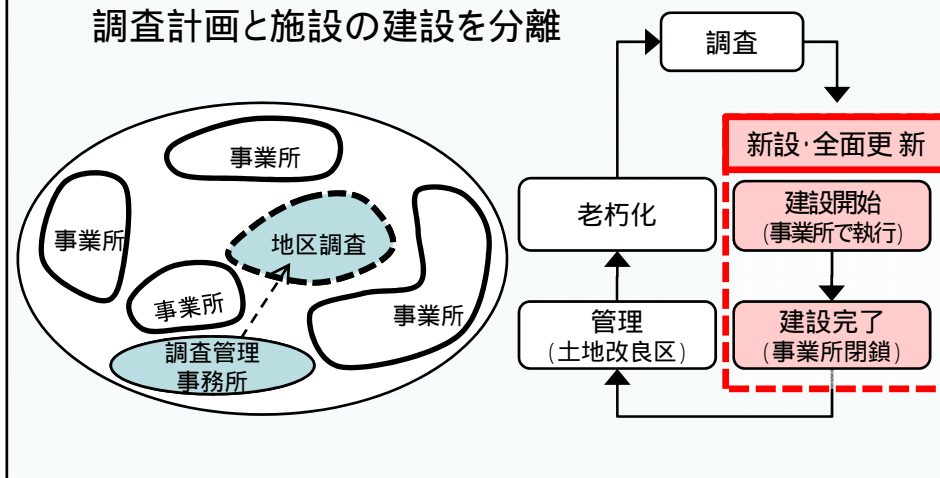 調査計画と施設の建設を分離
事業所
事業所
地区調査
事業所
事業所
調査管理
事務所
調査
新設・全面更新
建設開始
(事業所で執行)
建設完了
(事業所閉鎖)
管理
(土地改良区)
老朽化